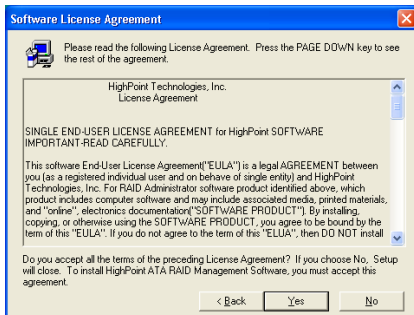 Software License Agreement
Please read the following License Agreement. Press the PAGE DOWN key to see
the rest of the agreement.
HighPoint Technologies, Inc.
License Agreement
SINGLE END-USER LICENSE AGREEMENT for HighPoint SOFTWARE
IMPORTANT-READ CAREFULLY.
This software End-User License Agreement("EULA") is a legal AGREEMENT between
you (as a registered individual user and on behave of single entity) and HighPoint
Technologies, Inc. For RAID Administrator software product identified above, which
product includes computer software and may include associated media, printed materials,
and "online", electronics documentation("SOFTWARE PRODUCT"). By installing,
copying, or otherwise using the SOFTWARE PRODUCT, you agree to be bound by the
term of this "EULA". If you do not agree to the term of this "ELUA", then DO NOT install
Do you accept all the terms of the preceding License Agreement? If you choose No, Setup
will close. To install HighPoint ATA RAID Management Software, you must accept this
agreement.
< Back Yes No